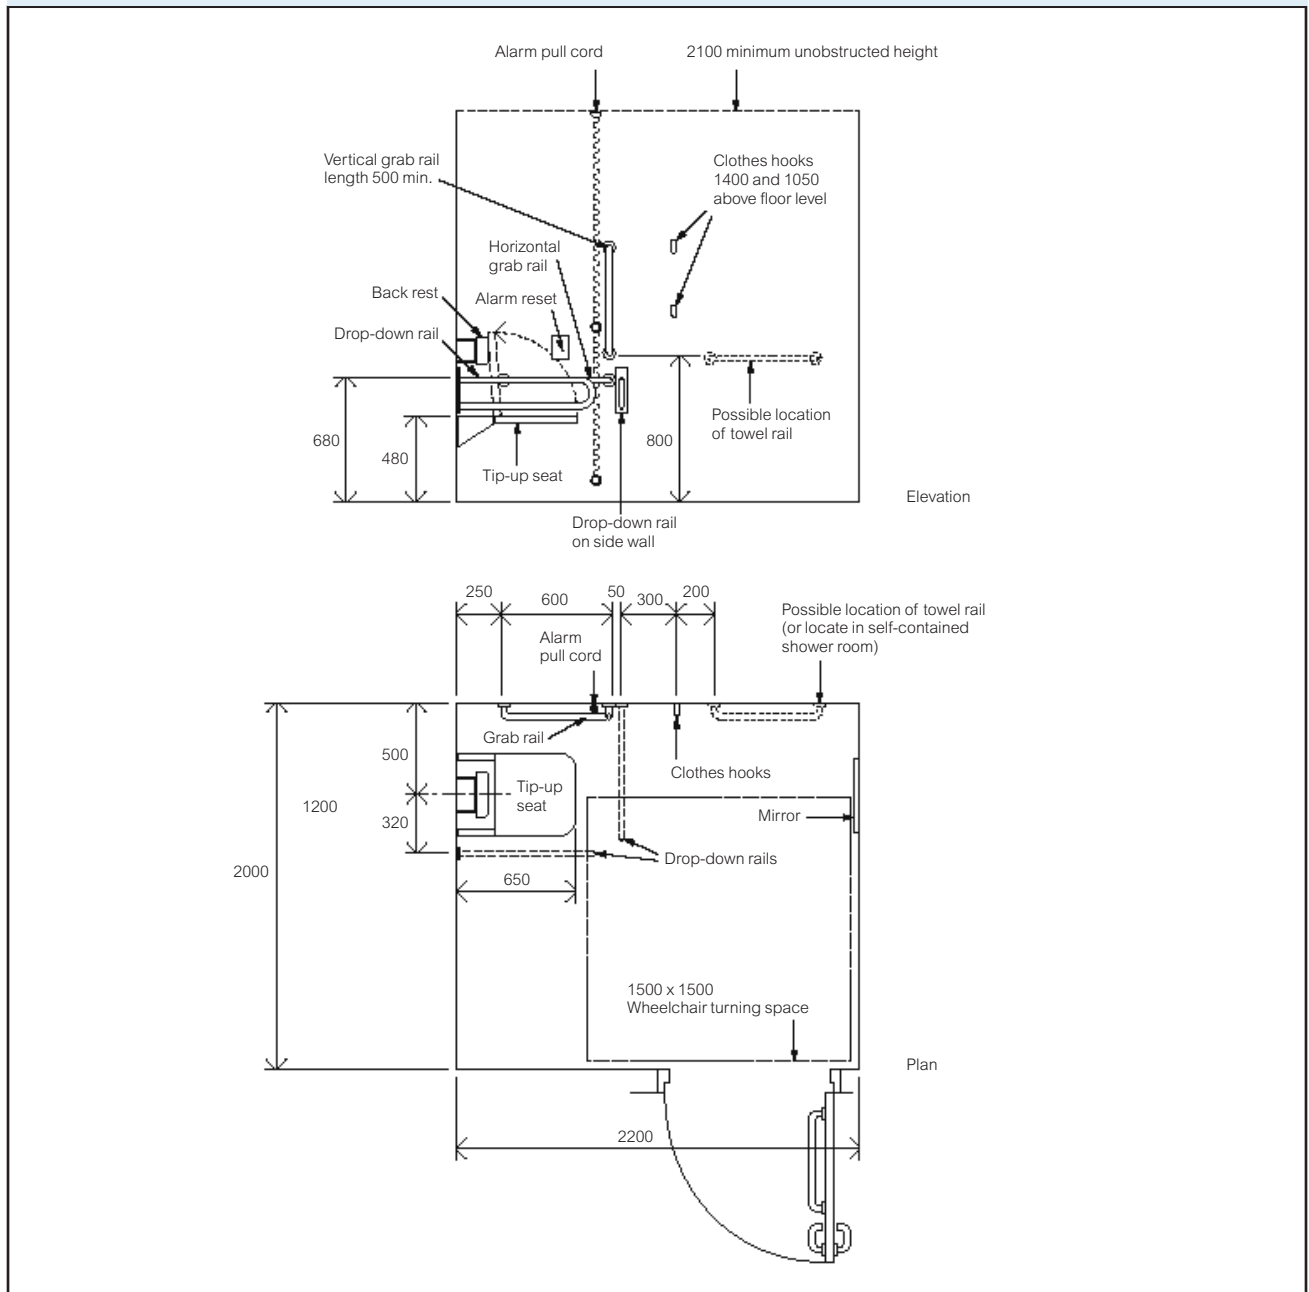 Alarm pull cord
2100 minimum unobstructed height
Vertical grab rail
length 500 min.
Clothes hooks
1400 and 1050
above floor level
Horizontal
grab rail
Back rest
Alarm reset
Drop-down rail
Possible location
of towel rail
680
480
800
Tip-up seat
Elevation
Drop-down rail
on side wall
250
600
50
300
200
Possible location of towel rail
(or locate in self-contained
shower room)
Alarm
pull cord
Grab rail
500
Clothes hooks
Tip-up
seat
1200
320
Mirror
Drop-down rails
2000
650
1500 x 1500
Wheelchair turning space
Plan
2200